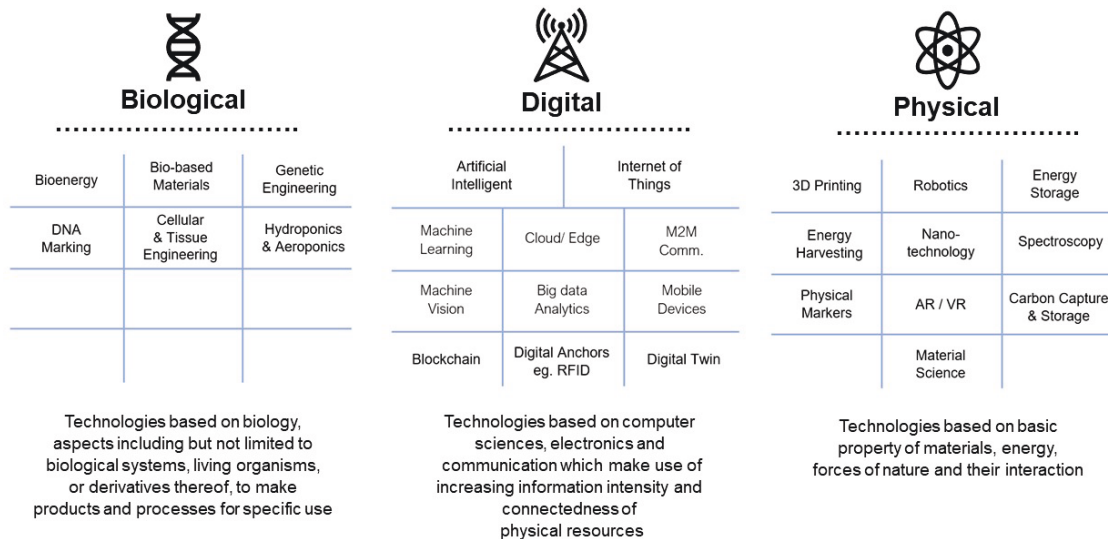 Biological
Bioenergy
Bio-based
Materials
Genetic
Engineering
DNA
Marking
Cellular
& Tissue
Engineering
Hydroponics
& Aeroponics
Technologies based on biology,
aspects including but not limited to
biological systems, living organisms,
or derivatives thereof, to make
products and processes for specific use
Digital
Artificial
Intelligent
Internet of
Things
Machine
Learning
Cloud/ Edge
M2M
Comm.
Machine
Vision
Big data
Analytics
Mobile
Devices
Blockchain
Digital Anchors
eg. RFID
Digital Twin
Technologies based on computer
sciences, electronics and
communication which make use of
increasing information intensity and
connectedness of
physical resources
Physical
3D Printing
Robotics
Energy
Storage
Energy
Harvesting
Nano-
technology
Spectroscopy
Physical
Markers
AR / VR
Carbon Capture
& Storage
Material
Science
Technologies based on basic
property of materials, energy,
forces of nature and their interaction